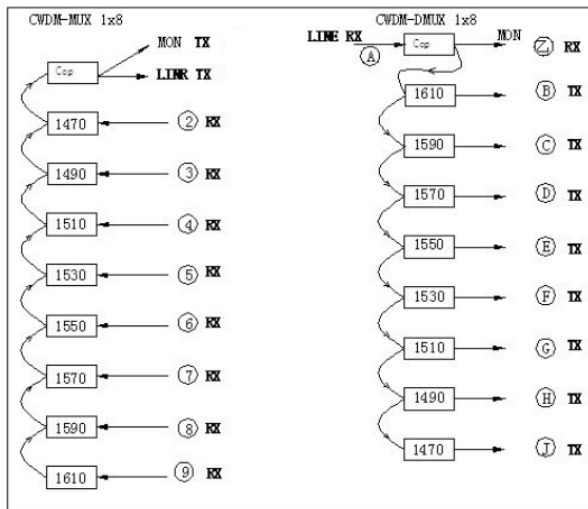 CWDM-MUX 1x8
MON TX
Cop
LINR TX
1470 ② RX
1490 ③ RX
1510 ④ RX
1530 ⑤ RX
1550 ⑥ RX
1570 ⑦ RX
1590 ⑧ RX
1610 ⑨ RX
CWDM-DMUX 1x8
LINE RX Cop MON RX
Ⓐ
1610 Ⓑ TX
1590 Ⓒ TX
1570 Ⓓ TX
1550 Ⓔ TX
1530 Ⓕ TX
1510 Ⓖ TX
1490 Ⓗ TX
1470 Ⓙ TX